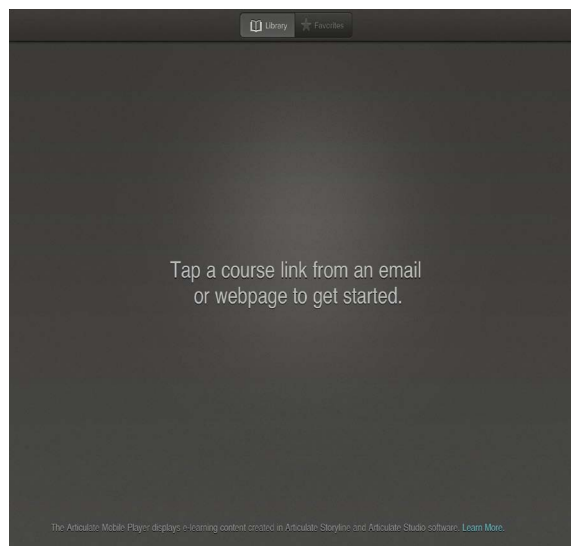 Library Favorites
Tap a course link from an email
or webpage to get started.
The Articulate Mobile Player displays e-learning content created in Articulate Storyline and Articulate Studio software. Learn More.